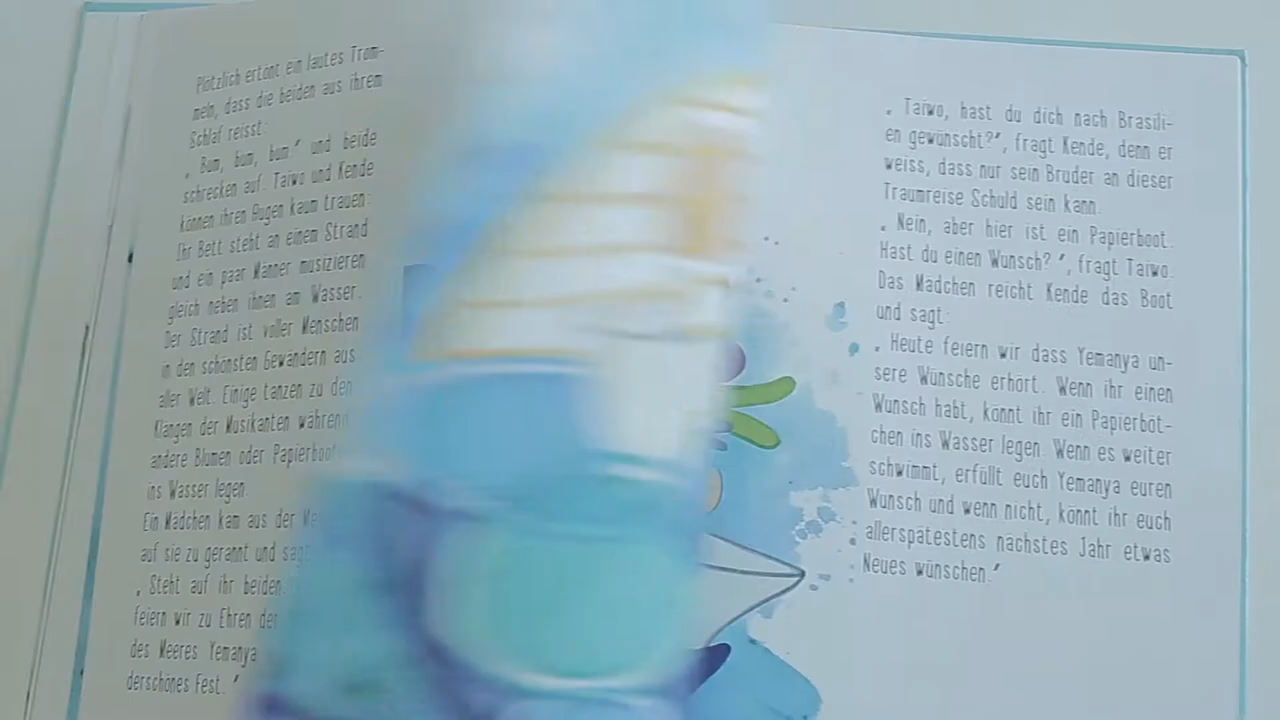 Plötzlich ertönt ein lautes Trom-
meln, dass die beiden aus ihrem
Schlaf reisst:
„ Bum, bum, bum.“ und beide
schrecken auf. Taiwo und Kende
können ihren Augen kaum trauen:
Ihr Bett steht an einem Strand
und ein paar Männer musizieren
gleich neben ihnen am Wasser.
Der Strand ist voller Menschen
in den schönsten Gewändern aus
aller Welt. Einige tanzen zu den
Klängen der Musikanten während
andere Blumen oder Papierboot
ins Wasser legen.
Ein Mädchen kam aus der Me
auf sie zu gerannt und sagt
„ Steht auf ihr beiden.
feiern wir zu Ehren der
des Meeres Yemanya
derschönes Fest. “
„ Taiwo, hast du dich nach Brasili-
en gewünscht?“, fragt Kende, denn er
weiss, dass nur sein Bruder an dieser
Traumreise Schuld sein kann.
„ Nein, aber hier ist ein Papierboot.
Hast du einen Wunsch? “, fragt Taiwo.
Das Mädchen reicht Kende das Boot
und sagt:
„ Heute feiern wir dass Yemanya un-
sere Wünsche erhört. Wenn ihr einen
Wunsch habt, könnt ihr ein Papierböt-
chen ins Wasser legen. Wenn es weiter
schwimmt, erfüllt euch Yemanya euren
Wunsch und wenn nicht, könnt ihr euch
allerspätestens nächstes Jahr etwas
Neues wünschen.“